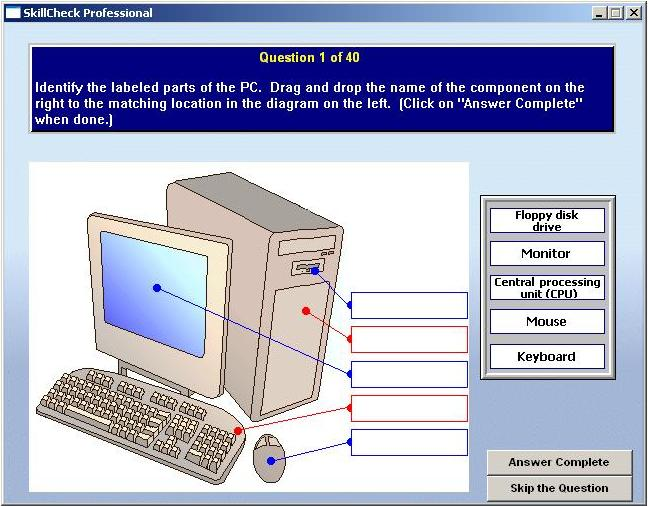 SkillCheck Professional
Question 1 of 40
Identify the labeled parts of the PC. Drag and drop the name of the component on the
right to the matching location in the diagram on the left. (Click on "Answer Complete"
when done.)
Floppy disk
drive
Monitor
Central processing
unit (CPU)
Mouse
Keyboard
Answer Complete
Skip the Question